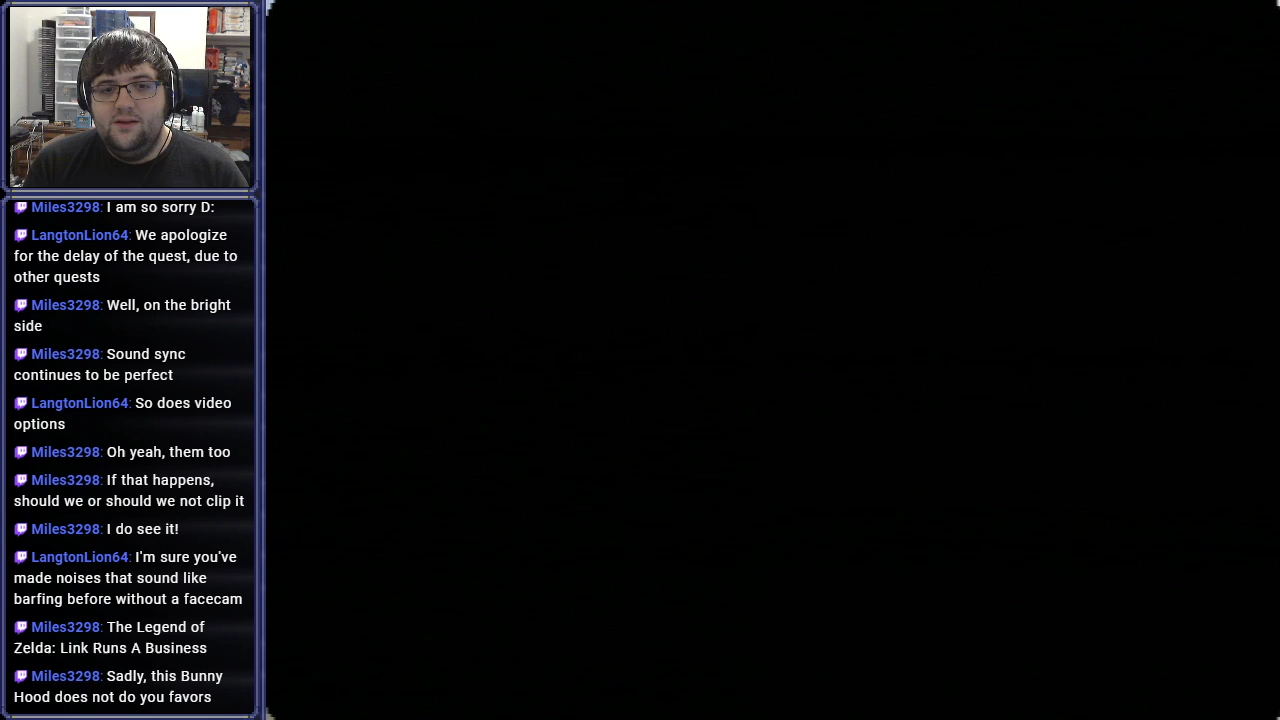 Miles3298: I am so sorry D:
LangtonLion64: We apologize
for the delay of the quest, due to
other quests
Miles3298: Well, on the bright
side
Miles3298: Sound sync
continues to be perfect
LangtonLion64: So does video
options
Miles3298: Oh yeah, them too
Miles3298: If that happens,
should we or should we not clip it
Miles3298: I do see it!
LangtonLion64: I'm sure you've
made noises that sound like
barfing before without a facecam
Miles3298: The Legend of
Zelda: Link Runs A Business
Miles3298: Sadly, this Bunny
Hood does not do you favors